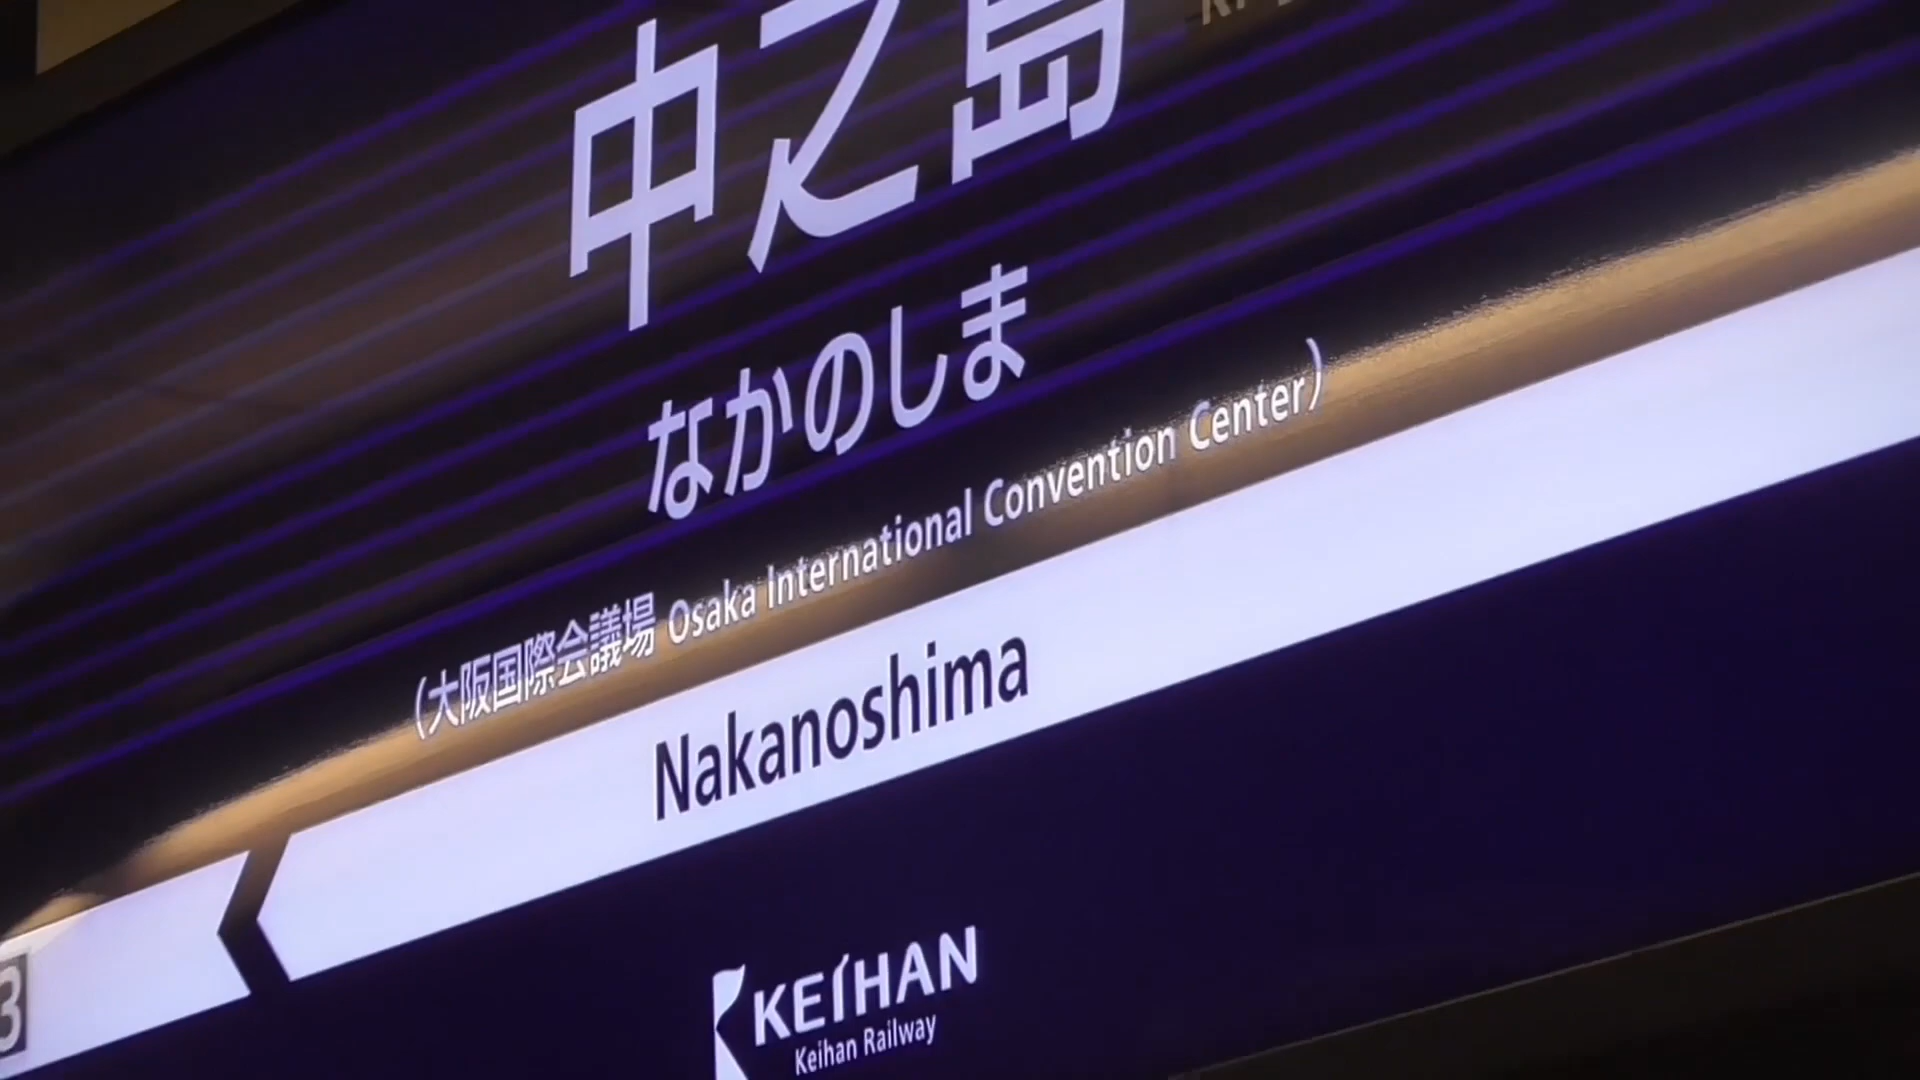 中之島
なかのしま
(大阪国際会議場 Osaka International Convention Center)
Nakanoshima
3
KEIHAN
Keihan Railway